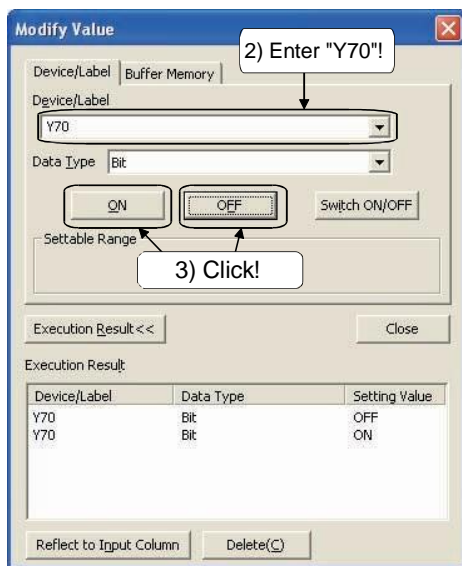 Modify Value
2) Enter "Y70"!
Device/Label Buffer Memory
Device/Label
Y70
Data Type Bit
ON OFF Switch ON/OFF
Settable Range
3) Click!
Execution Result<< Close
Execution Result
Device/Label Data Type Setting Value
Y70 Bit OFF
Y70 Bit ON
Reflect to Input Column Delete(C)